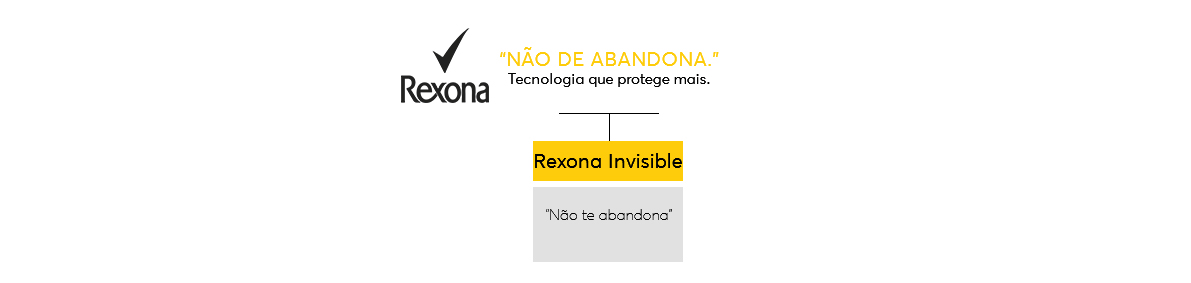 Rexona
“NÃO DE ABANDONA.”
Tecnologia que protege mais.
Rexona Invisible
“Não te abandona”